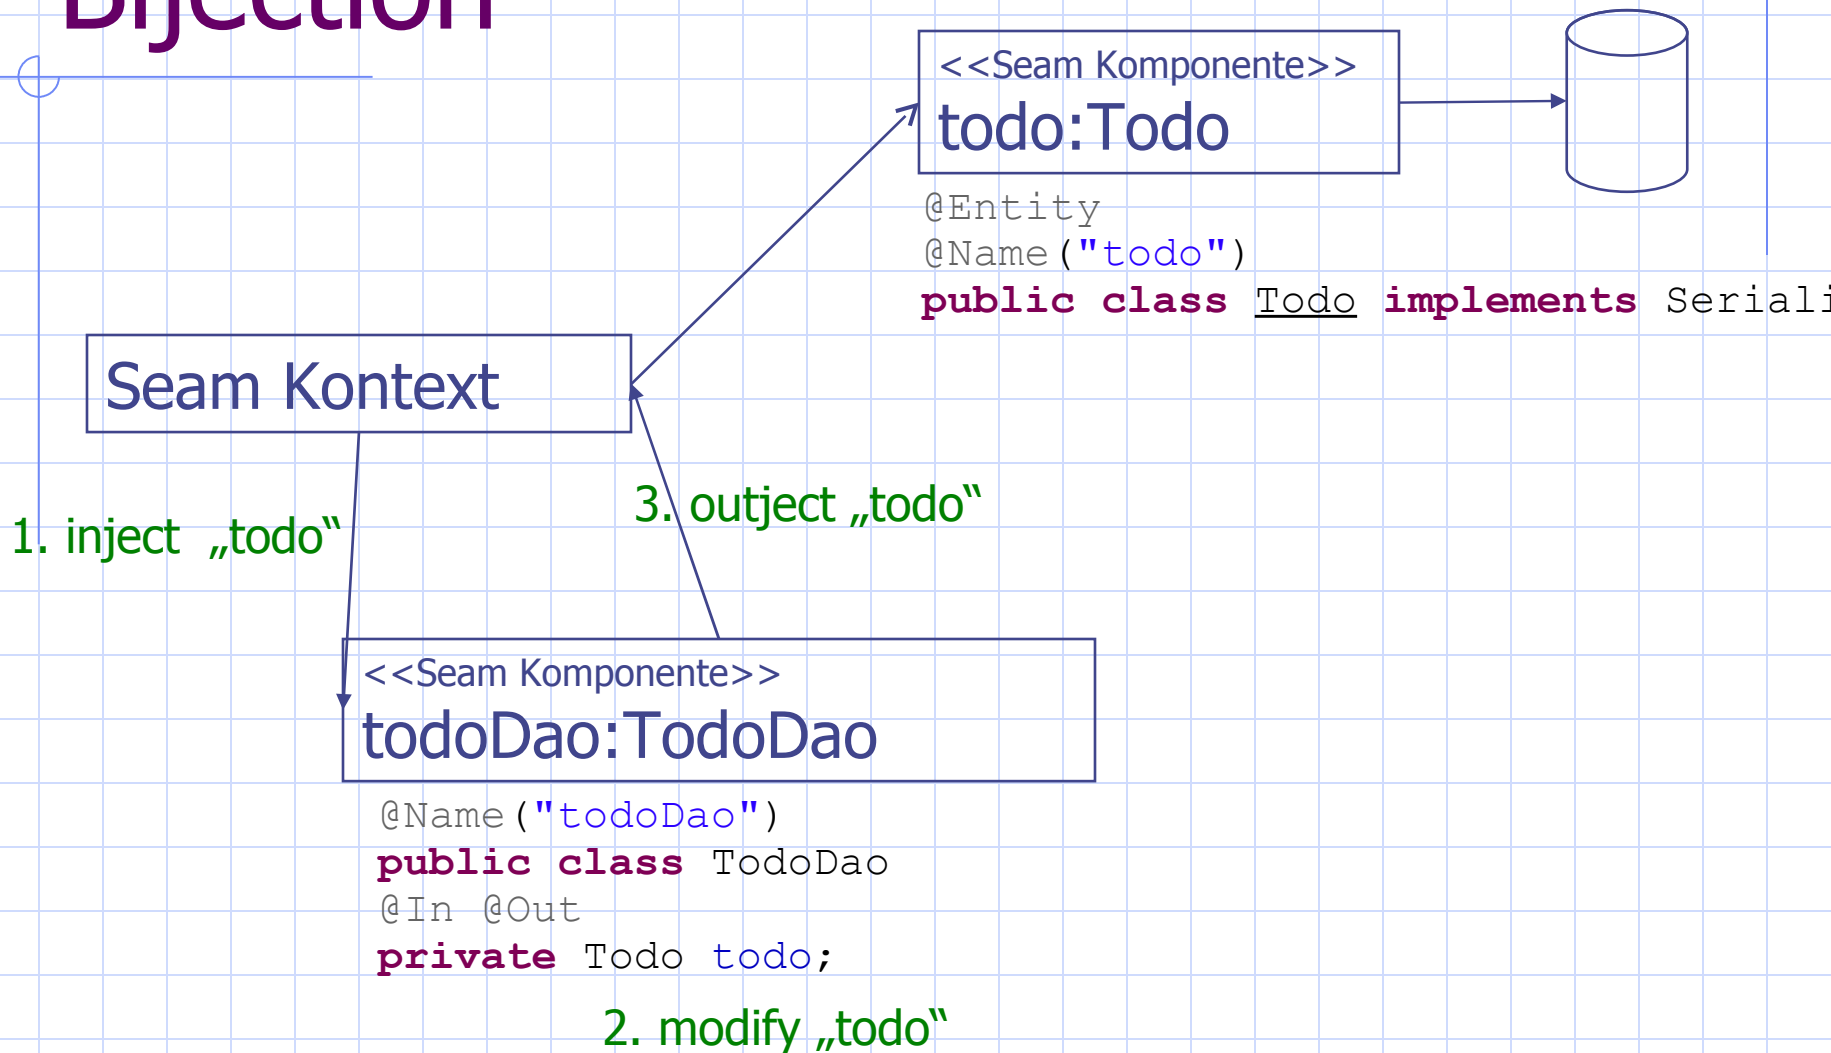 Bijection
<<Seam Komponente>>
todo:Todo
@Entity
@Name("todo")
public class Todo implements Seriali
Seam Kontext
3. outject „todo“
1. inject „todo“
<<Seam Komponente>>
todoDao:TodoDao
@Name("todoDao")
public class TodoDao
@In @Out
private Todo todo;
2. modify „todo“